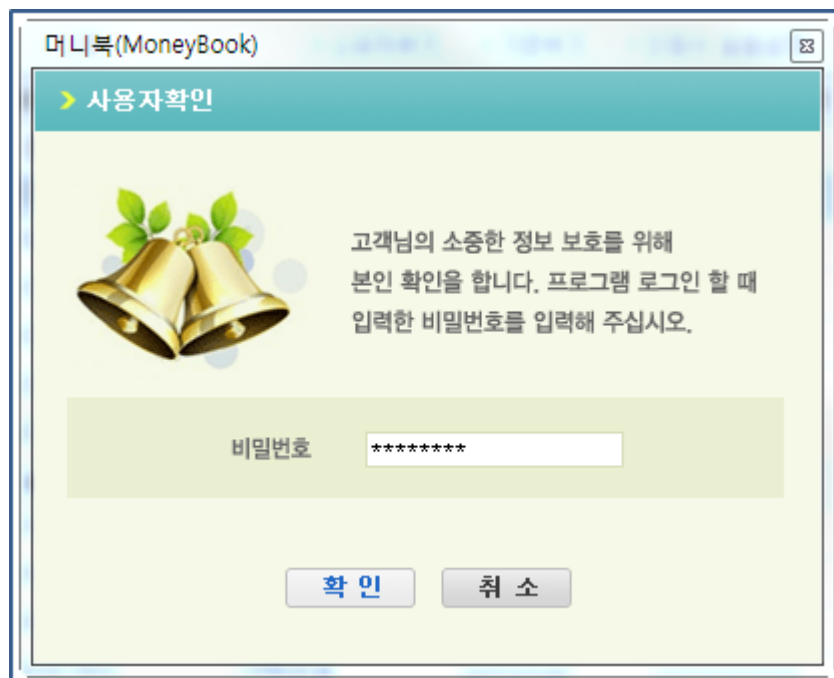 머니북(MoneyBook)
사용자확인
고객님의 소중한 정보 보호를 위해
본인 확인을 합니다. 프로그램 로그인 할 때
입력한 비밀번호를 입력해 주십시오.
비밀번호 ********
확 인 취 소